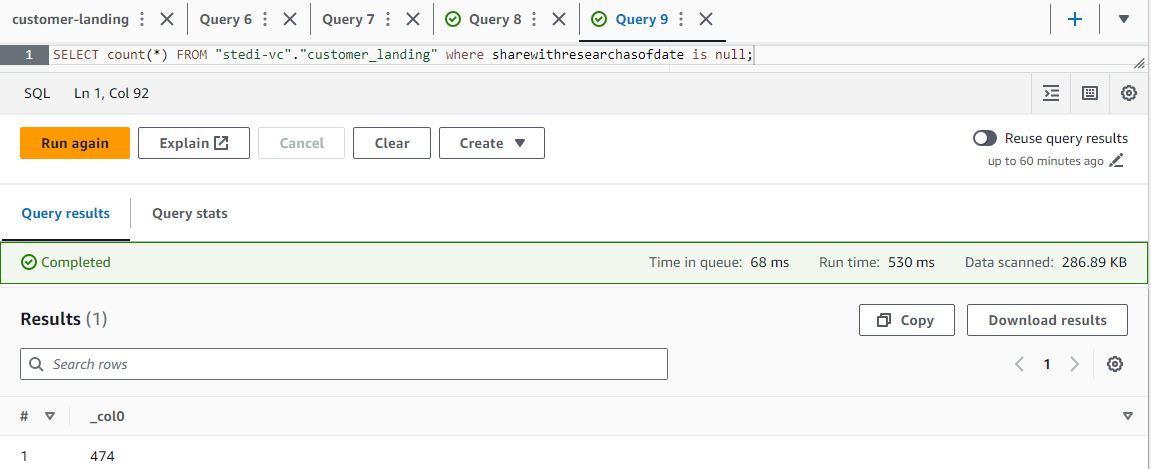 customer-landing Query 6 Query 7 Query 8 Query 9
1 SELECT count(*) FROM "stedi-vc"."customer_landing" where sharewithresearchasofdate is null;
SQL Ln 1, Col 92
Run again Explain Cancel Clear Create Reuse query results
up to 60 minutes ago
Query results Query stats
Completed Time in queue: 68 ms Run time: 530 ms Data scanned: 286.89 KB
Results (1) Copy Download results
Search rows 1
# _col0
1 474